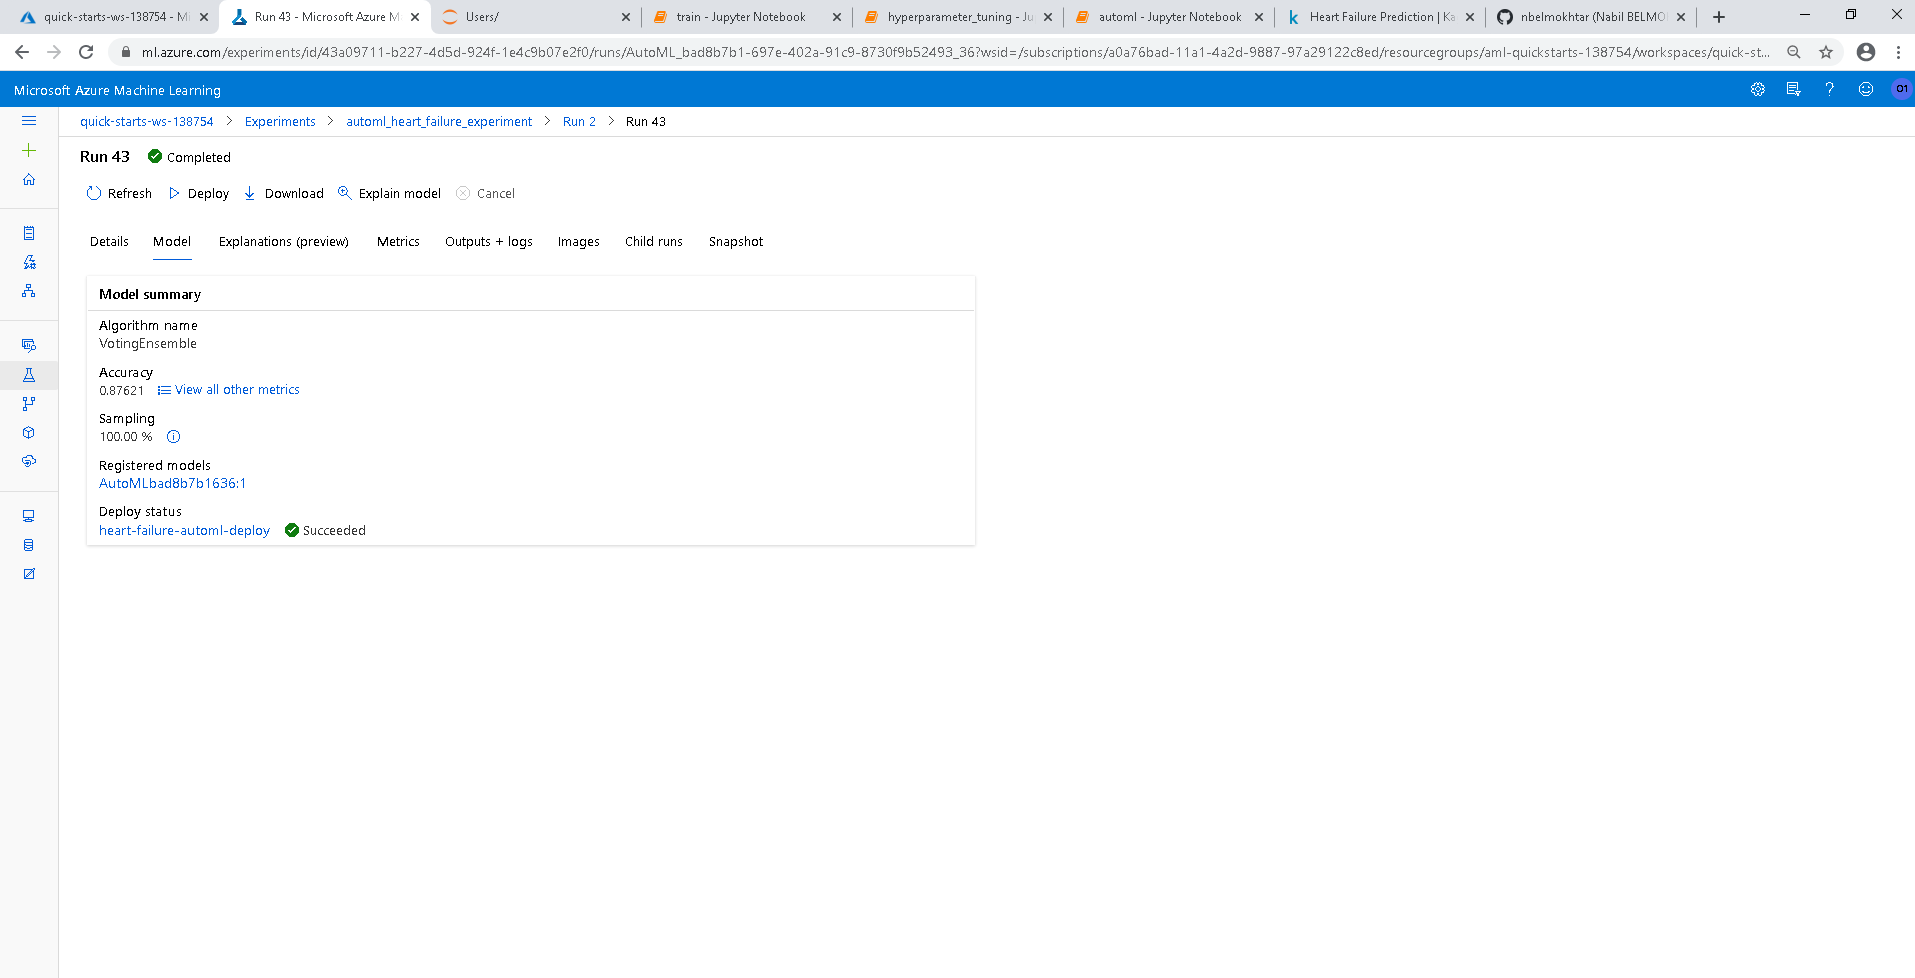 quick-starts-ws-138754 - Mi
Run 43 - Microsoft Azure M
Users/
train - Jupyter Notebook
hyperparameter_tuning - Ju
automl - Jupyter Notebook
Heart Failure Prediction | Ka
nbelmokhtar (Nabil BELMO
ml.azure.com/experiments/id/43a09711-b227-4d5d-924f-1e4c9b07e2f0/runs/AutoML_bad8b7b1-697e-402a-91c9-8730f9b52493_36?wsid=/subscriptions/a0a76bad-11a1-4a2d-9887-97a29122c8ed/resourcegroups/aml-quickstarts-138754/workspaces/quick-st...
Microsoft Azure Machine Learning
01
quick-starts-ws-138754 > Experiments > automl_heart_failure_experiment > Run 2 > Run 43
Run 43 Completed
Refresh Deploy Download Explain model Cancel
Details Model Explanations (preview) Metrics Outputs + logs Images Child runs Snapshot
Model summary
Algorithm name
VotingEnsemble
Accuracy
0.87621 View all other metrics
Sampling
100.00 %
Registered models
AutoMLbad8b7b1636:1
Deploy status
heart-failure-automl-deploy Succeeded